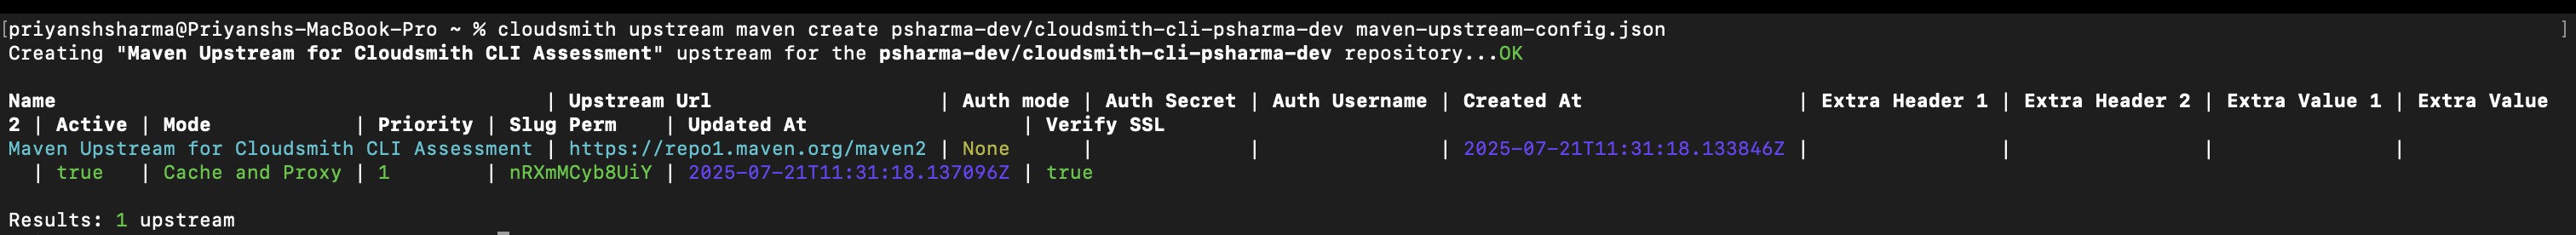 [priyanshsharma@Priyanshs-MacBook-Pro ~ % cloudsmith upstream maven create psharma-dev/cloudsmith-cli-psharma-dev maven-upstream-config.json ]
Creating "Maven Upstream for Cloudsmith CLI Assessment" upstream for the psharma-dev/cloudsmith-cli-psharma-dev repository...OK
Name | Upstream Url | Auth mode | Auth Secret | Auth Username | Created At | Extra Header 1 | Extra Header 2 | Extra Value 1 | Extra Value
2 | Active | Mode | Priority | Slug Perm | Updated At | Verify SSL
Maven Upstream for Cloudsmith CLI Assessment | https://repo1.maven.org/maven2 | None | | | 2025-07-21T11:31:18.133846Z | | | |
| true | Cache and Proxy | 1 | nRXmMCyb8UiY | 2025-07-21T11:31:18.137096Z | true
Results: 1 upstream